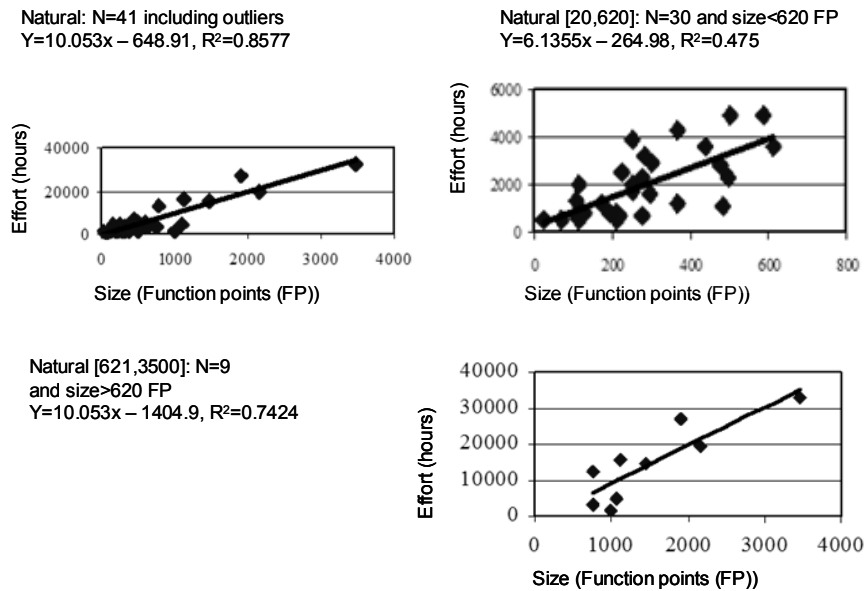 Natural: N=41 including outliers
Y=10.053x – 648.91, R²=0.8577
Effort (hours)
40000
20000
0
0
1000
2000
3000
4000
Size (Function points (FP))
Natural [20,620]: N=30 and size<620 FP
Y=6.1355x – 264.98, R²=0.475
Effort (hours)
6000
4000
2000
0
0
200
400
600
800
Size (Function points (FP))
Natural [621,3500]: N=9
and size>620 FP
Y=10.053x – 1404.9, R²=0.7424
Effort (hours)
40000
30000
20000
10000
0
0
1000
2000
3000
4000
Size (Function points (FP))